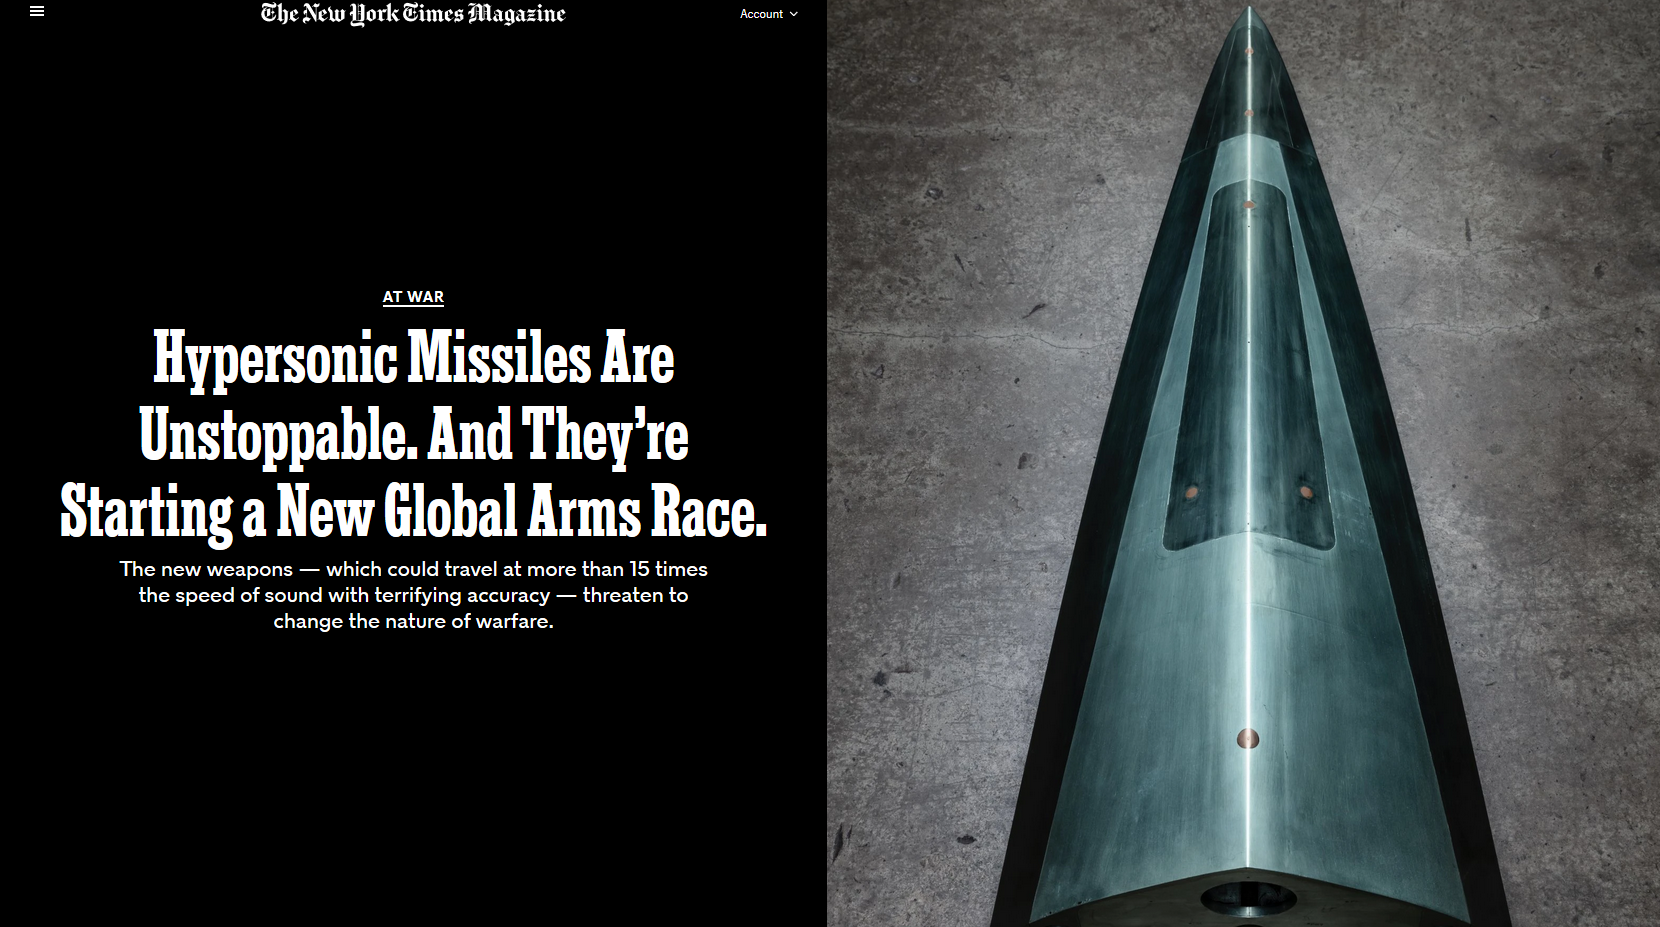 The New York Times Magazine
Account
AT WAR
Hypersonic Missiles Are
Unstoppable. And They’re
Starting a New Global Arms Race.
The new weapons — which could travel at more than 15 times
the speed of sound with terrifying accuracy — threaten to
change the nature of warfare.